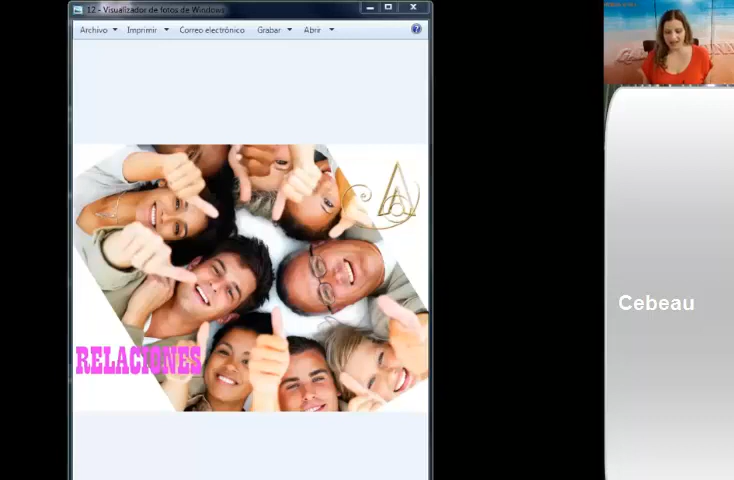 12 - Visualizador de fotos de Windows
Archivo Imprimir Correo electrónico Grabar Abrir
RELACIONES
Cebeau